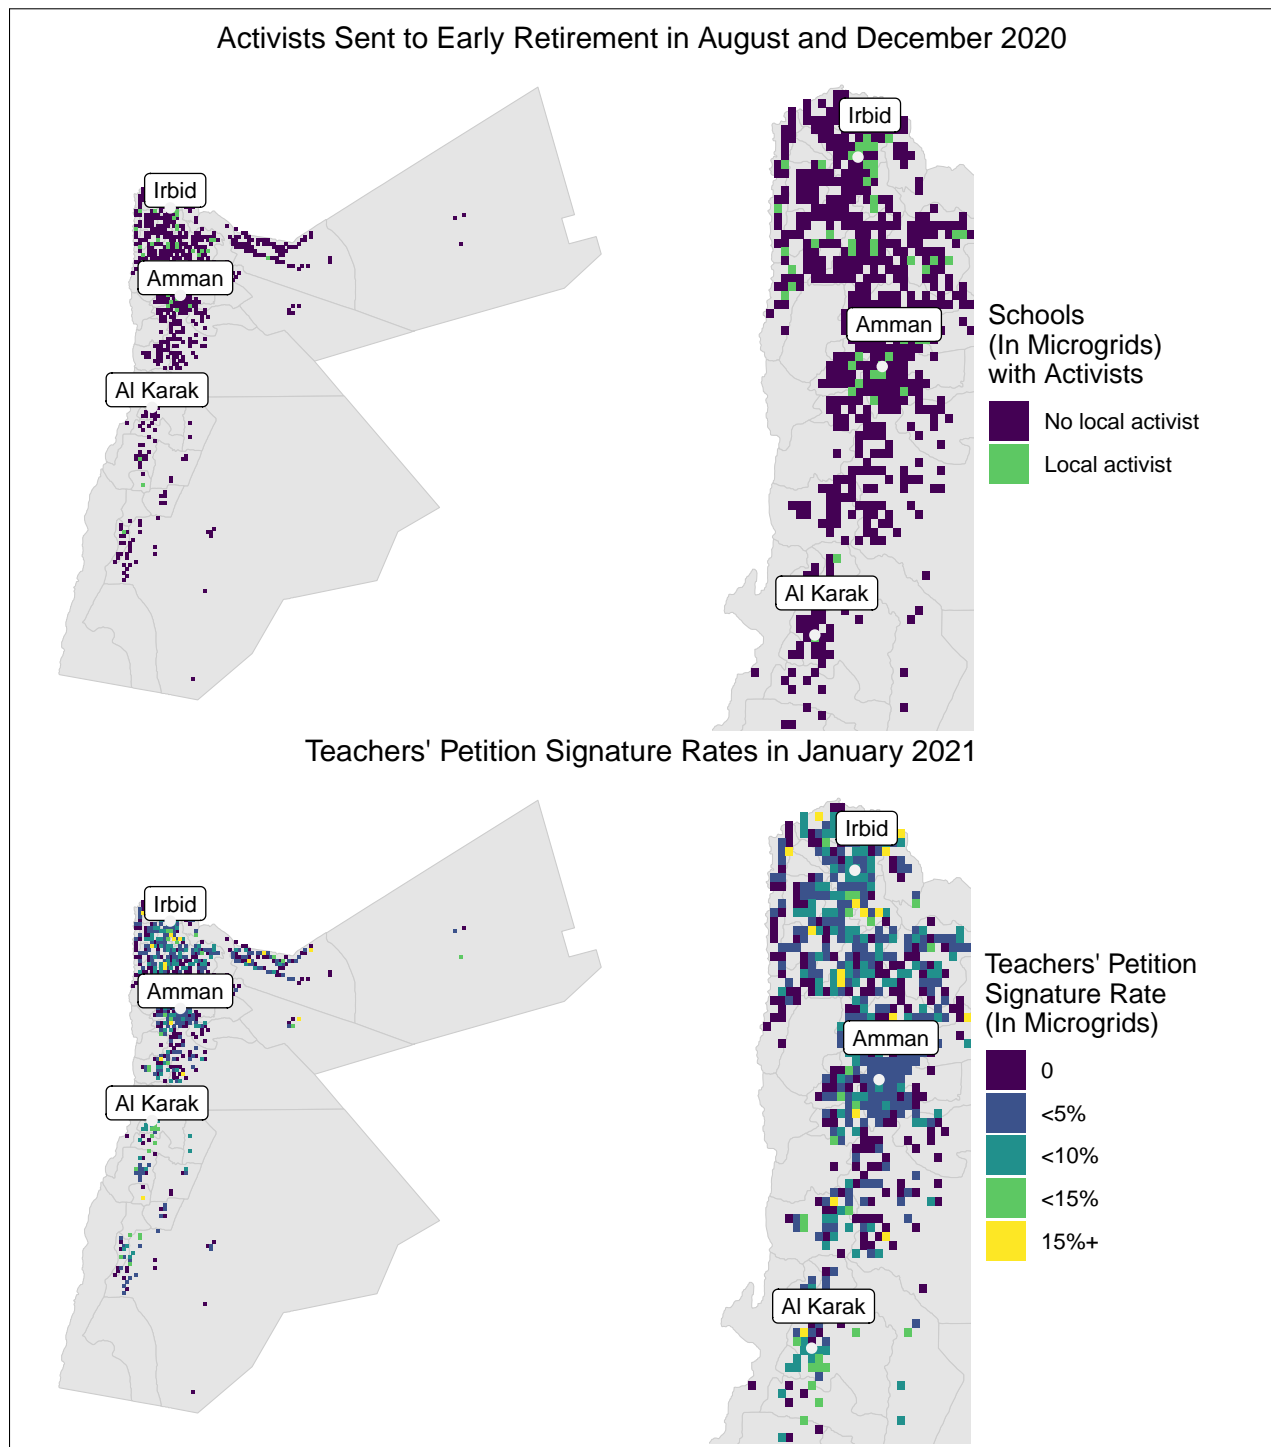 Activists Sent to Early Retirement in August and December 2020
Irbid
Amman
Al Karak
Irbid
Amman
Al Karak
Schools
(In Microgrids)
with Activists
No local activist
Local activist
Teachers' Petition Signature Rates in January 2021
Irbid
Amman
Al Karak
Irbid
Amman
Al Karak
Teachers' Petition
Signature Rate
(In Microgrids)
0
<5%
<10%
<15%
15%+